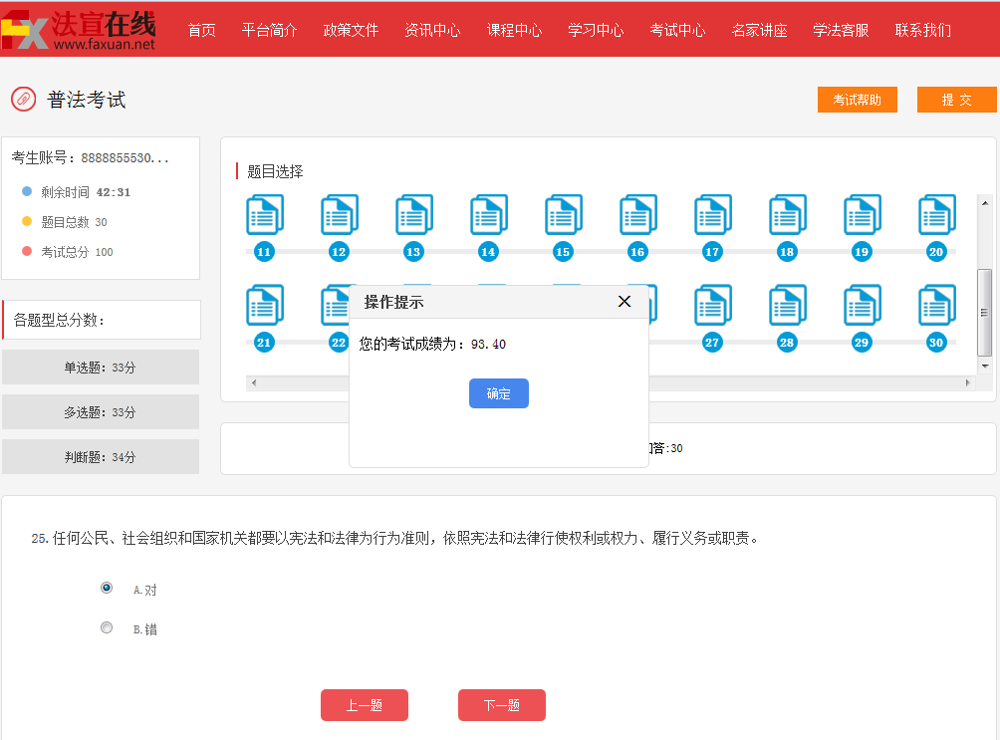 法宣在线
www.faxuan.net
首页 平台简介 政策文件 资讯中心 课程中心 学习中心 考试中心 名家讲座 学法客服 联系我们
普法考试
考试帮助 提 交
考生账号：8888855530...
剩余时间 42:31
题目总数 30
考试总分 100
各题型总分数：
单选题：33分
多选题：33分
判断题：34分
题目选择
11 12 13 14 15 16 17 18 19 20
21 22 27 28 29 30
操作提示
您的考试成绩为：93.40
确定
答:30
25.任何公民、社会组织和国家机关都要以宪法和法律为行为准则，依照宪法和法律行使权利或权力、履行义务或职责。
A.对
B.错
上一题 下一题